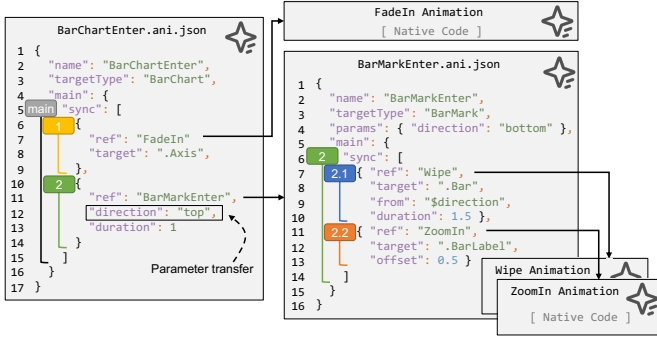 BarChartEnter.ani.json
1 {
2 "name": "BarChartEnter",
3 "targetType": "BarChart",
4 "main": {
5 main "sync": [
6 1 {
7 "ref": "FadeIn"
8 "target": ".Axis",
9 },
10 2 {
11 "ref": "BarMarkEnter",
12 "direction": "top",
13 "duration": 1
14 }
15 ]
16 }
17 }
Parameter transfer
FadeIn Animation
[ Native Code ]
BarMarkEnter.ani.json
1 {
2 "name": "BarMarkEnter",
3 "targetType": "BarMark",
4 "params": { "direction": "bottom" },
5 "main": {
6 2 "sync": [
7 2.1 { "ref": "Wipe",
8 "target": ".Bar",
9 "from": "$direction",
10 "duration": 1.5 },
11 2.2 { "ref": "ZoomIn",
12 "target": ".BarLabel",
13 "offset": 0.5 }
14 ]
15 }
16 }
Wipe Animation
ZoomIn Animation
[ Native Code ]